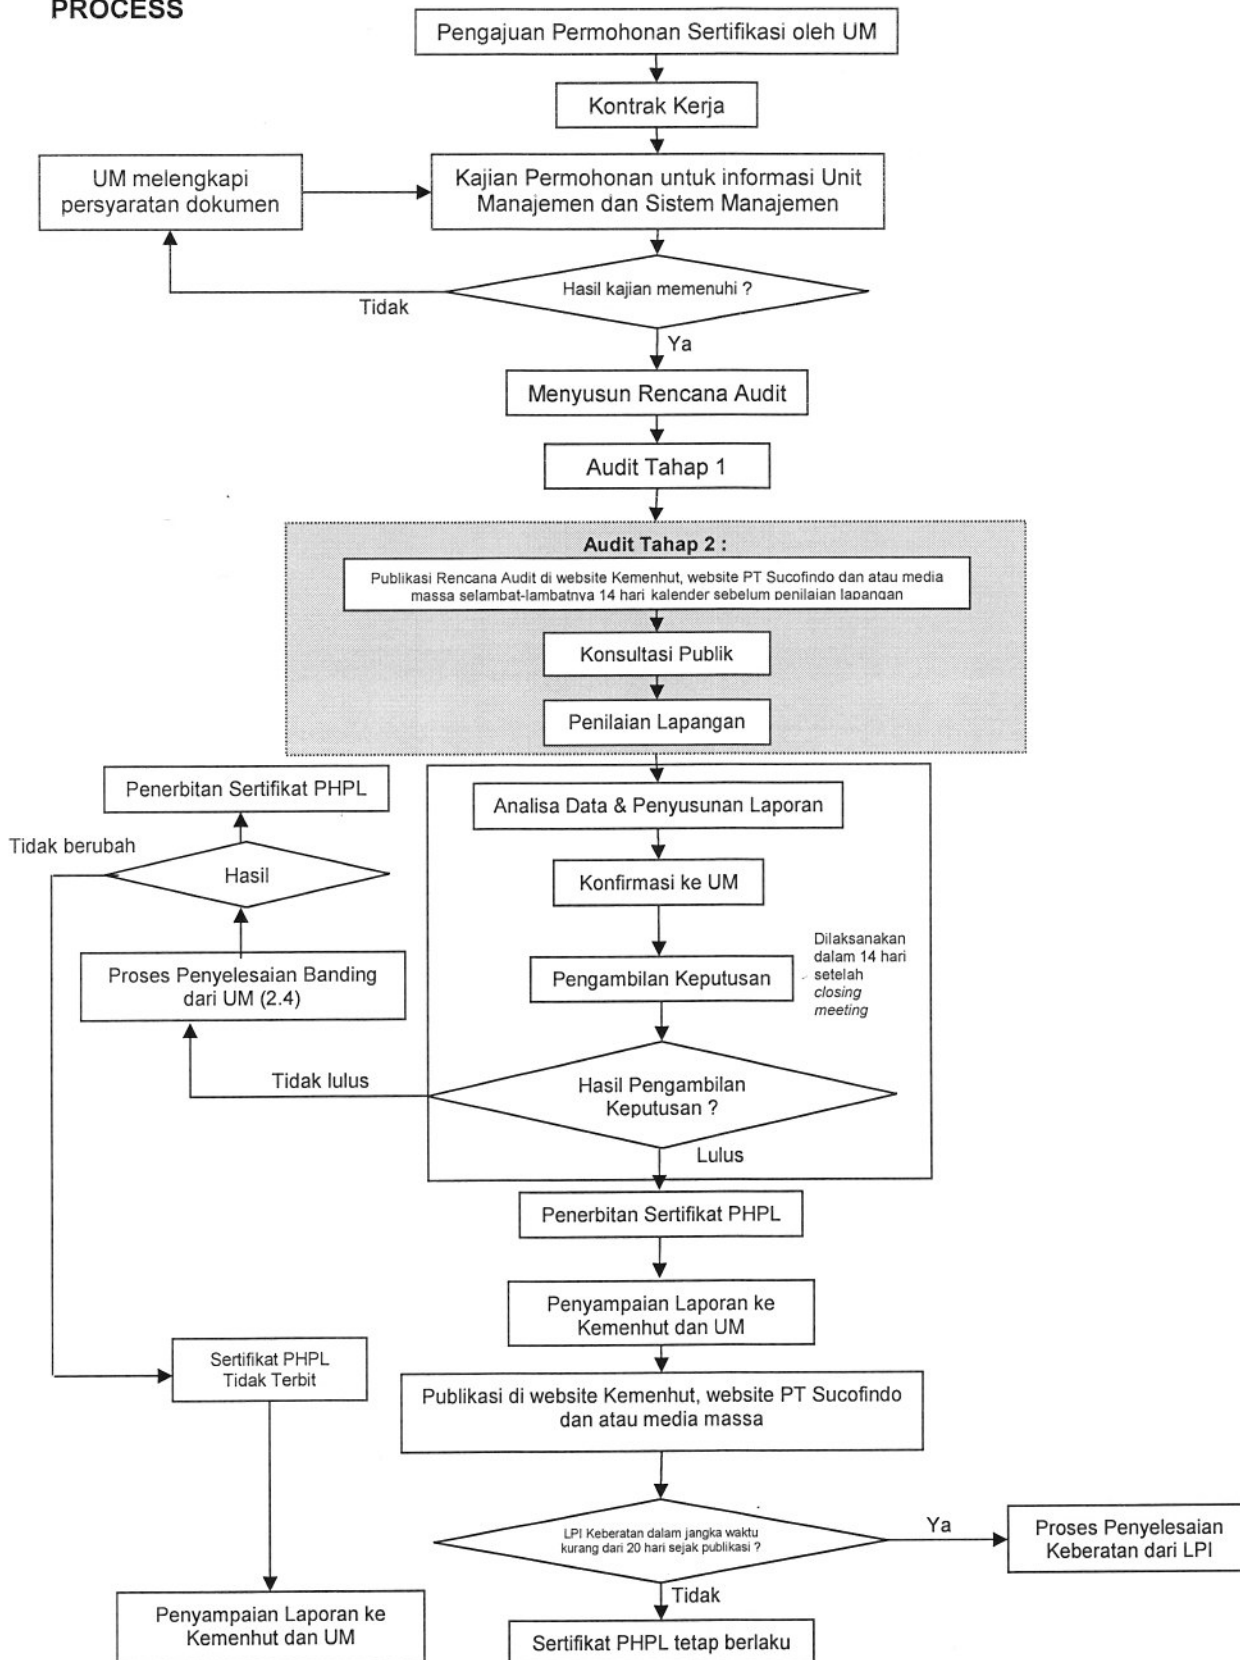 PROCESS
Pengajuan Permohonan Sertifikasi oleh UM
Kontrak Kerja
UM melengkapi
persyaratan dokumen
Kajian Permohonan untuk informasi Unit
Manajemen dan Sistem Manajemen
Hasil kajian memenuhi ?
Tidak
Ya
Menyusun Rencana Audit
Audit Tahap 1
Audit Tahap 2 :
Publikasi Rencana Audit di website Kemenhut, website PT Sucofindo dan atau media
massa selambat-lambatnya 14 hari kalender sebelum penilaian lapangan
Konsultasi Publik
Penilaian Lapangan
Penerbitan Sertifikat PHPL
Analisa Data & Penyusunan Laporan
Tidak berubah
Hasil
Konfirmasi ke UM
Proses Penyelesaian Banding
dari UM (2.4)
Pengambilan Keputusan
Dilaksanakan
dalam 14 hari
setelah
closing
meeting
Tidak lulus
Hasil Pengambilan
Keputusan ?
Lulus
Penerbitan Sertifikat PHPL
Penyampaian Laporan ke
Kemenhut dan UM
Sertifikat PHPL
Tidak Terbit
Publikasi di website Kemenhut, website PT Sucofindo
dan atau media massa
LPI Keberatan dalam jangka waktu
kurang dari 20 hari sejak publikasi ?
Ya
Proses Penyelesaian
Keberatan dari LPI
Tidak
Penyampaian Laporan ke
Kemenhut dan UM
Sertifikat PHPL tetap berlaku